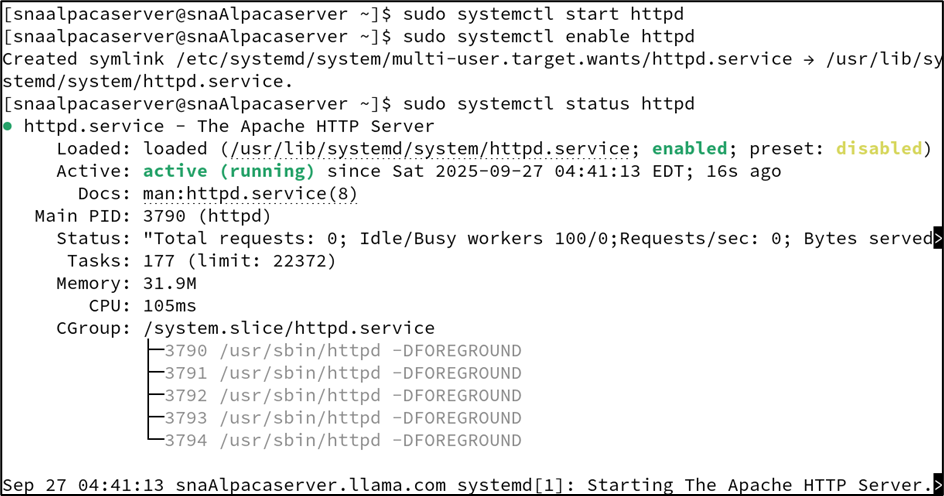 [snaalpacaserver@snaAlpacaserver ~]$ sudo systemctl start httpd
[snaalpacaserver@snaAlpacaserver ~]$ sudo systemctl enable httpd
Created symlink /etc/systemd/system/multi-user.target.wants/httpd.service → /usr/lib/sy
stemd/system/httpd.service.
[snaalpacaserver@snaAlpacaserver ~]$ sudo systemctl status httpd
● httpd.service - The Apache HTTP Server
Loaded: loaded (/usr/lib/systemd/system/httpd.service; enabled; preset: disabled)
Active: active (running) since Sat 2025-09-27 04:41:13 EDT; 16s ago
Docs: man:httpd.service(8)
Main PID: 3790 (httpd)
Status: "Total requests: 0; Idle/Busy workers 100/0;Requests/sec: 0; Bytes served>
Tasks: 177 (limit: 22372)
Memory: 31.9M
CPU: 105ms
CGroup: /system.slice/httpd.service
├─3790 /usr/sbin/httpd -DFOREGROUND
├─3791 /usr/sbin/httpd -DFOREGROUND
├─3792 /usr/sbin/httpd -DFOREGROUND
├─3793 /usr/sbin/httpd -DFOREGROUND
└─3794 /usr/sbin/httpd -DFOREGROUND
Sep 27 04:41:13 snaAlpacaserver.llama.com systemd[1]: Starting The Apache HTTP Server.>